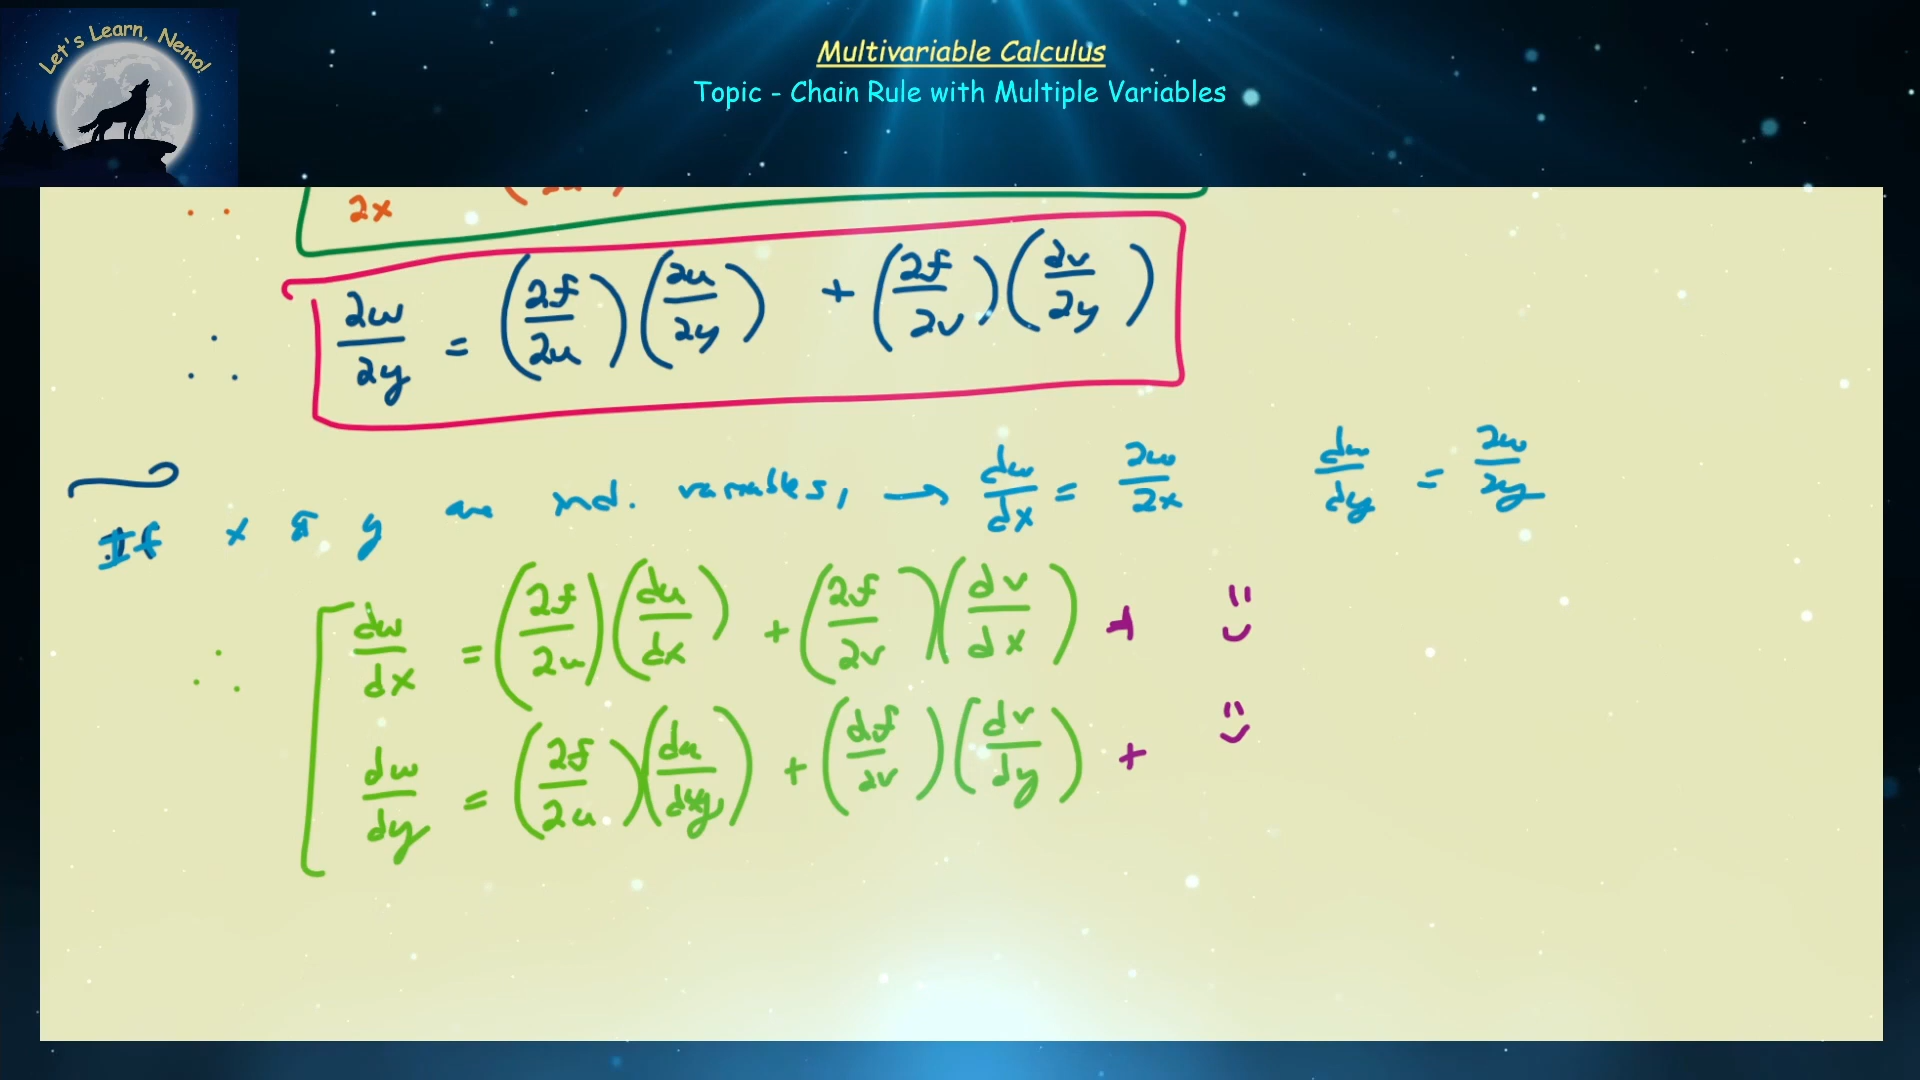 Let's Learn, Nemo!
Multivariable Calculus
Topic - Chain Rule with Multiple Variables
∂x
∴ ∂w/∂y = (∂f/∂u)(∂u/∂y) + (∂f/∂v)(∂v/∂y)
If x & y are ind. variables, → dw/dx = ∂w/∂x dw/dy = ∂w/∂y
∴ dw/dx = (∂f/∂u)(du/dx) + (∂f/∂v)(dv/dx) +
dw/dy = (∂f/∂u)(du/dy) + (∂f/∂v)(dv/dy) +